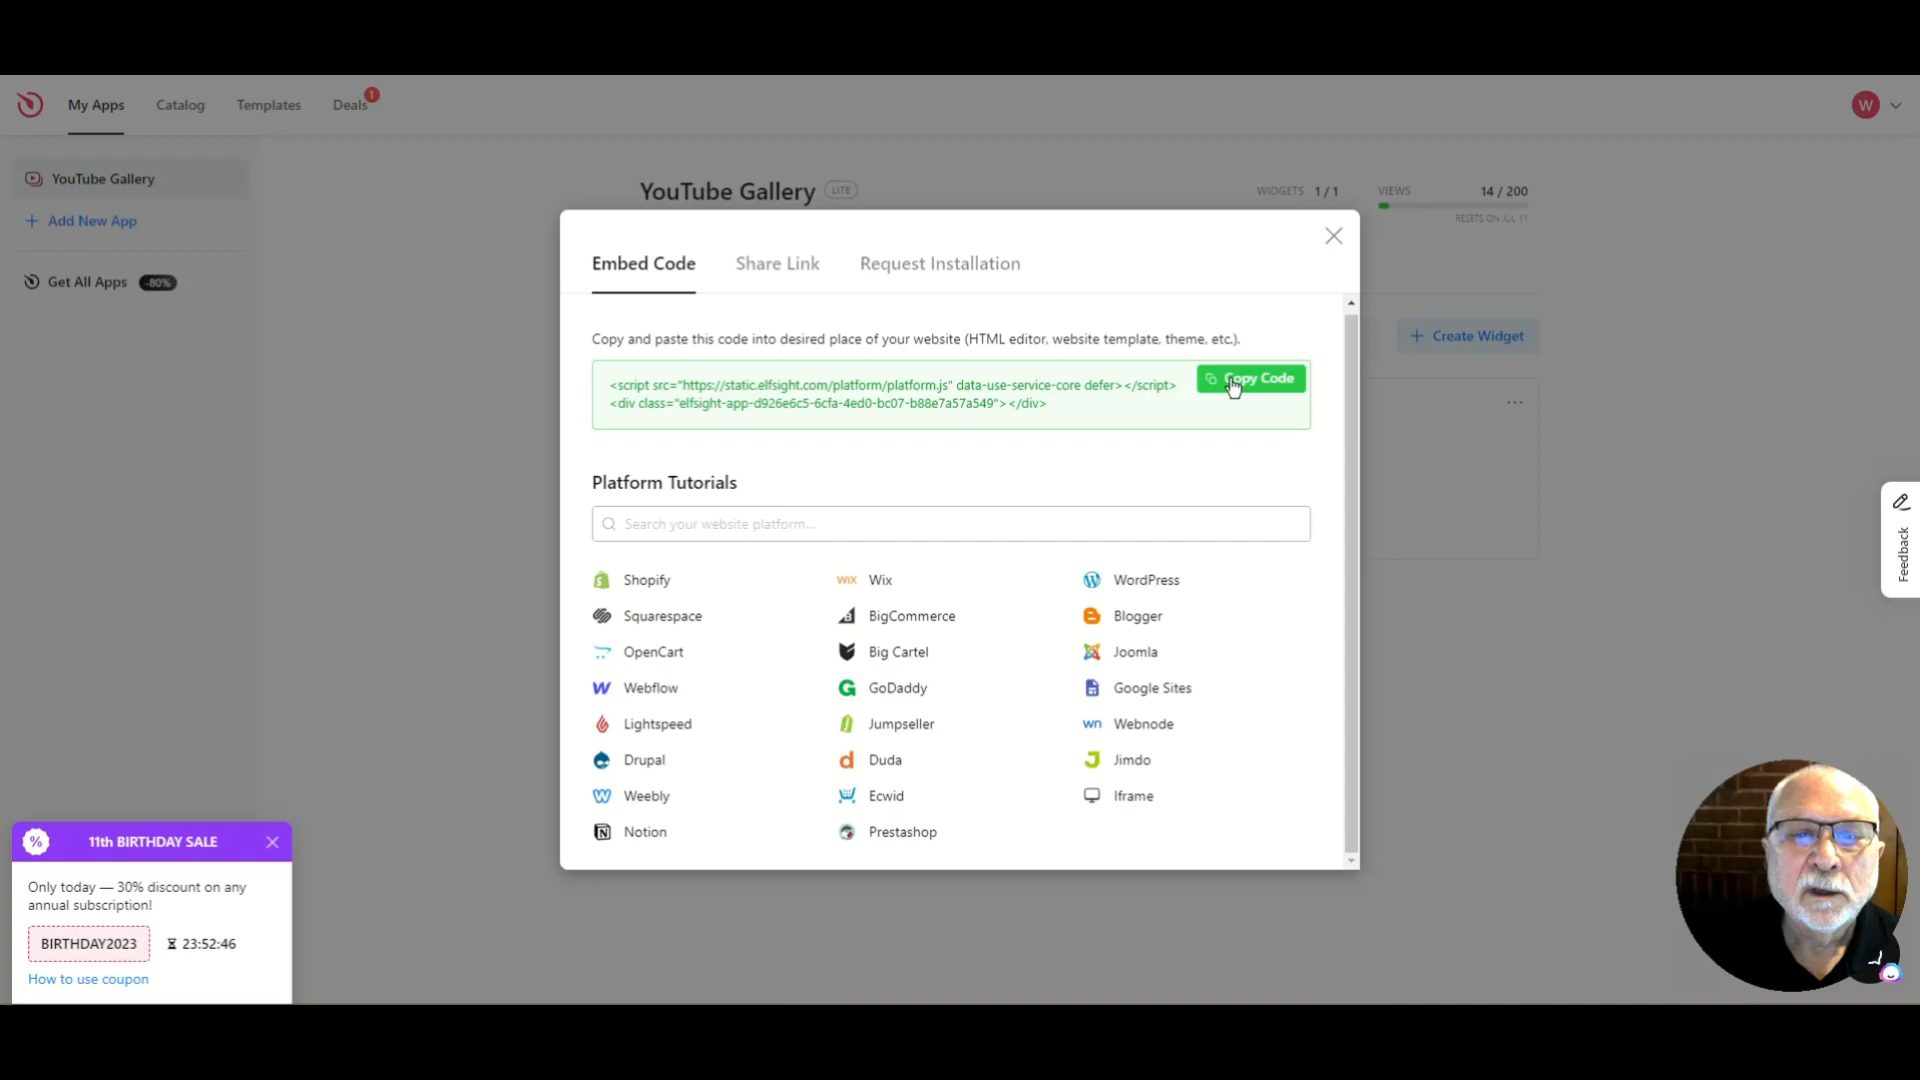 My Apps
Catalog
Templates
Deals
1
W
YouTube Gallery
Add New App
Get All Apps
-80%
YouTube Gallery
LITE
WIDGETS 1 / 1
VIEWS 14 / 200
RESETS ON JUL 11
Create Widget
Embed Code
Share Link
Request Installation
Copy and paste this code into desired place of your website (HTML editor, website template, theme, etc.).
<script src="https://static.elfsight.com/platform/platform.js" data-use-service-core defer></script>
<div class="elfsight-app-d926e6c5-6cfa-4ed0-bc07-b88e7a57a549"></div>
Copy Code
Platform Tutorials
Search your website platform...
Shopify
WiX Wix
WordPress
Squarespace
BigCommerce
Blogger
OpenCart
Big Cartel
Joomla
Webflow
GoDaddy
Google Sites
Lightspeed
Jumpseller
wn Webnode
Drupal
Duda
Jimdo
Weebly
Ecwid
Iframe
Notion
Prestashop
Feedback
% 11th BIRTHDAY SALE
Only today — 30% discount on any
annual subscription!
BIRTHDAY2023
23:52:46
How to use coupon